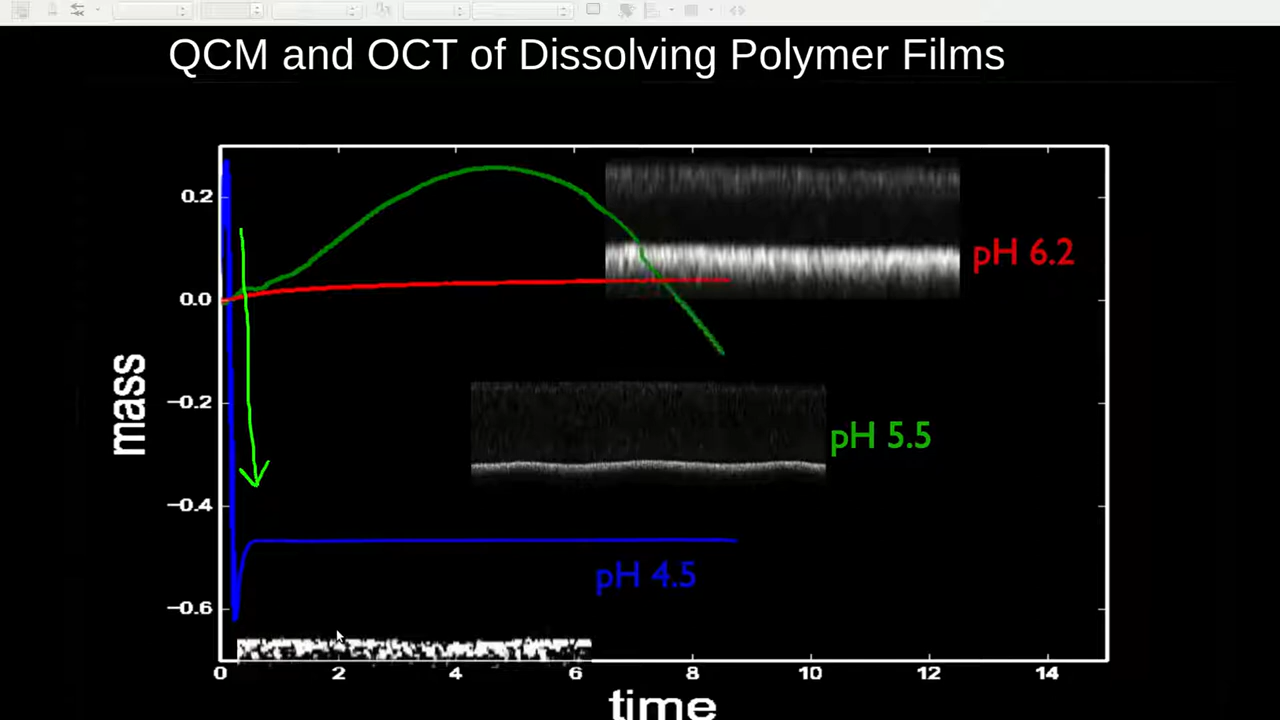 QCM and OCT of Dissolving Polymer Films
0.2
pH 6.2
0.0
mass
−0.2
pH 5.5
−0.4
pH 4.5
−0.6
0 2 4 6 8 10 12 14
time